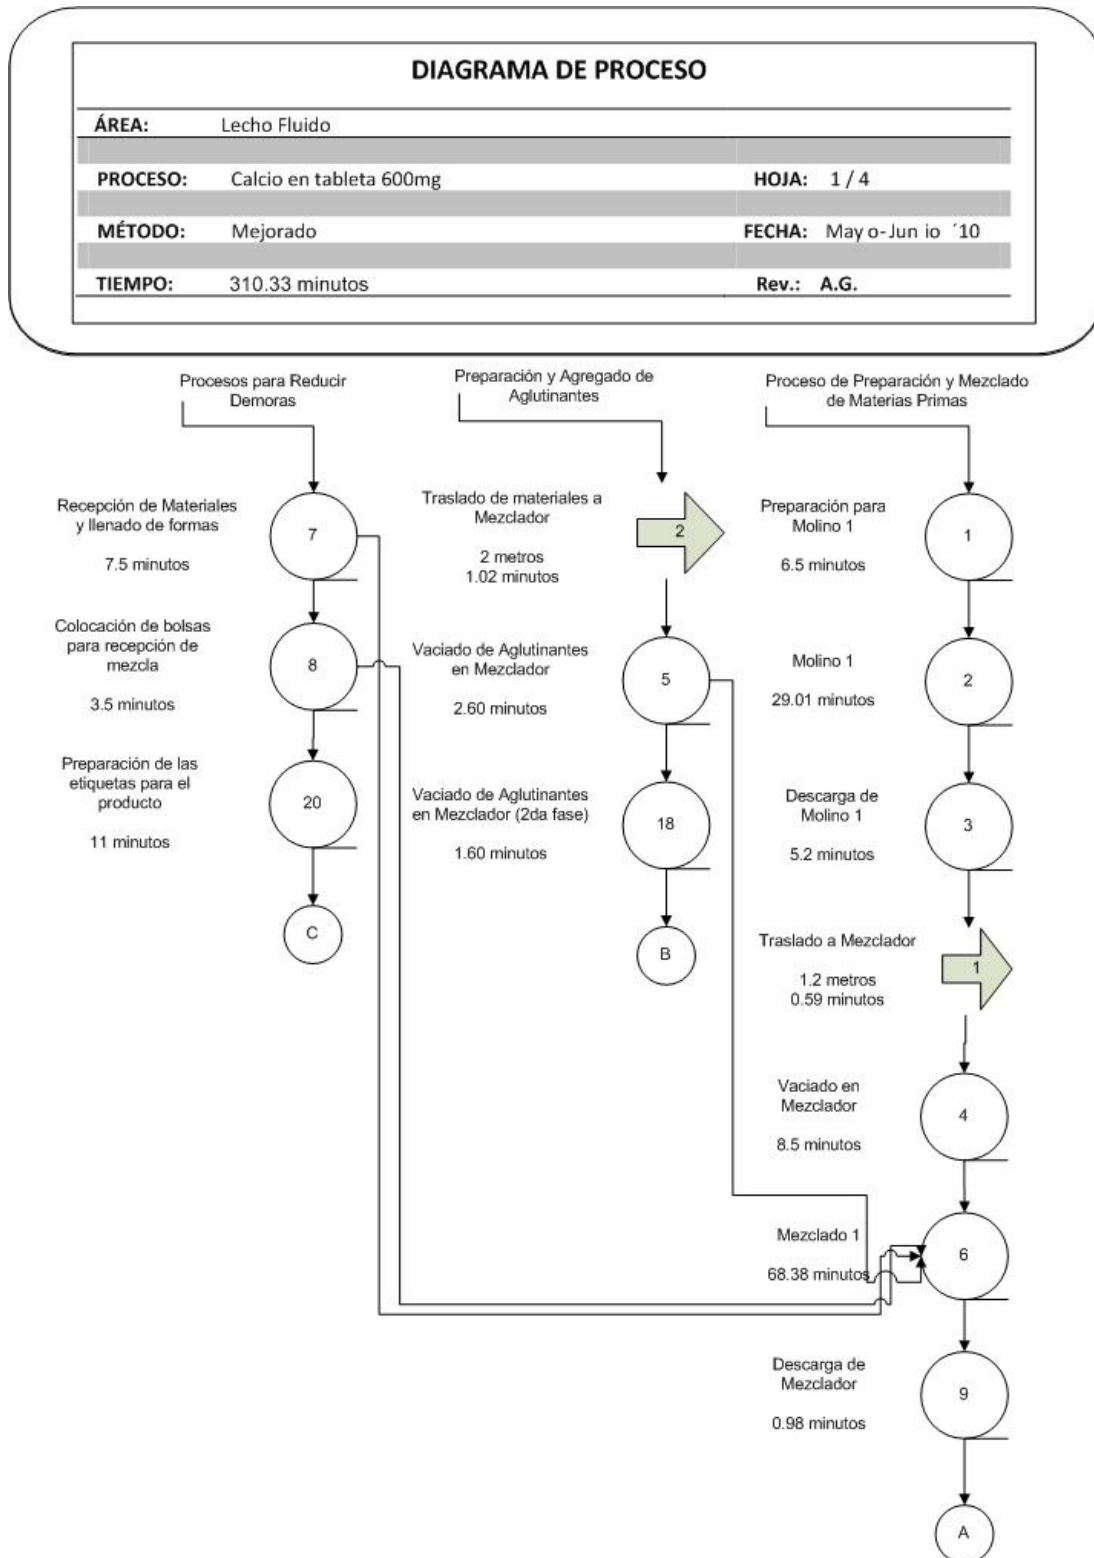 DIAGRAMA DE PROCESO
ÁREA: Lecho Fluido
PROCESO: Calcio en tableta 600mg HOJA: 1 / 4
MÉTODO: Mejorado FECHA: May o-Jun io ´10
TIEMPO: 310.33 minutos Rev.: A.G.
Procesos para Reducir
Demoras
Recepción de Materiales
y llenado de formas
7.5 minutos
7
Colocación de bolsas
para recepción de
mezcla
3.5 minutos
8
Preparación de las
etiquetas para el
producto
11 minutos
20
C
Preparación y Agregado de
Aglutinantes
Traslado de materiales a
Mezclador
2 metros
1.02 minutos
2
Vaciado de Aglutinantes
en Mezclador
2.60 minutos
5
Vaciado de Aglutinantes
en Mezclador (2da fase)
1.60 minutos
18
B
Proceso de Preparación y Mezclado
de Materias Primas
Preparación para
Molino 1
6.5 minutos
1
Molino 1
29.01 minutos
2
Descarga de
Molino 1
5.2 minutos
3
Traslado a Mezclador
1.2 metros
0.59 minutos
1
Vaciado en
Mezclador
8.5 minutos
4
Mezclado 1
68.38 minutos
6
Descarga de
Mezclador
0.98 minutos
9
A